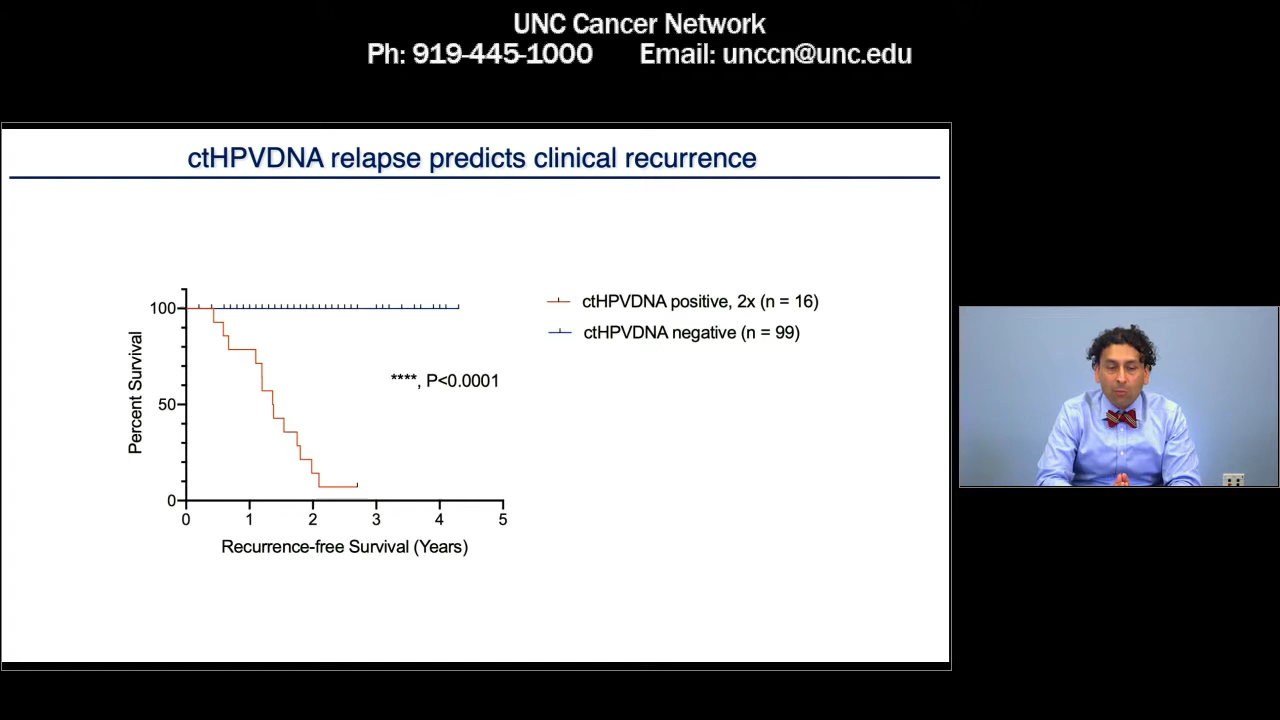 UNC Cancer Network
Ph: 919-445-1000 Email: unccn@unc.edu
ctHPVDNA relapse predicts clinical recurrence
100
50
0
Percent Survival
0 1 2 3 4 5
Recurrence-free Survival (Years)
****, P<0.0001
ctHPVDNA positive, 2x (n = 16)
ctHPVDNA negative (n = 99)